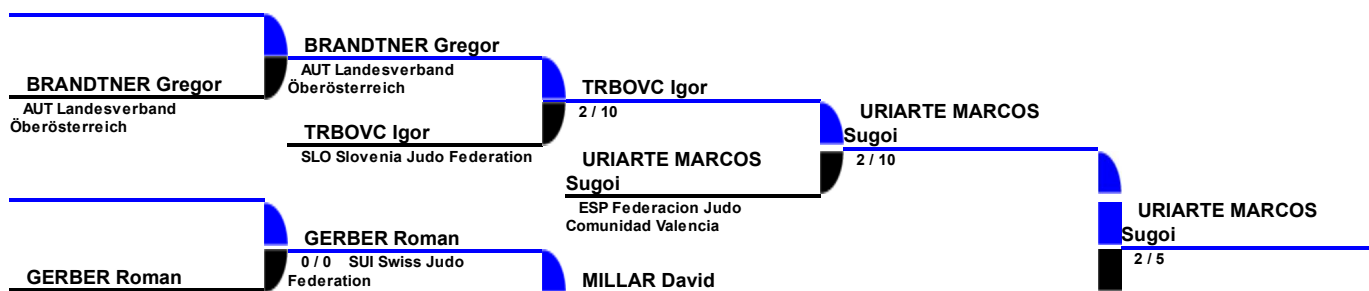 BRANDTNER Gregor
AUT Landesverband
Öberösterreich
BRANDTNER Gregor
AUT Landesverband
Öberösterreich
TRBOVC Igor
SLO Slovenia Judo Federation
TRBOVC Igor
2 / 10
URIARTE MARCOS
Sugoi
ESP Federacion Judo
Comunidad Valencia
URIARTE MARCOS
Sugoi
2 / 10
URIARTE MARCOS
Sugoi
2 / 5
GERBER Roman
GERBER Roman
0 / 0 SUI Swiss Judo
Federation
MILLAR David